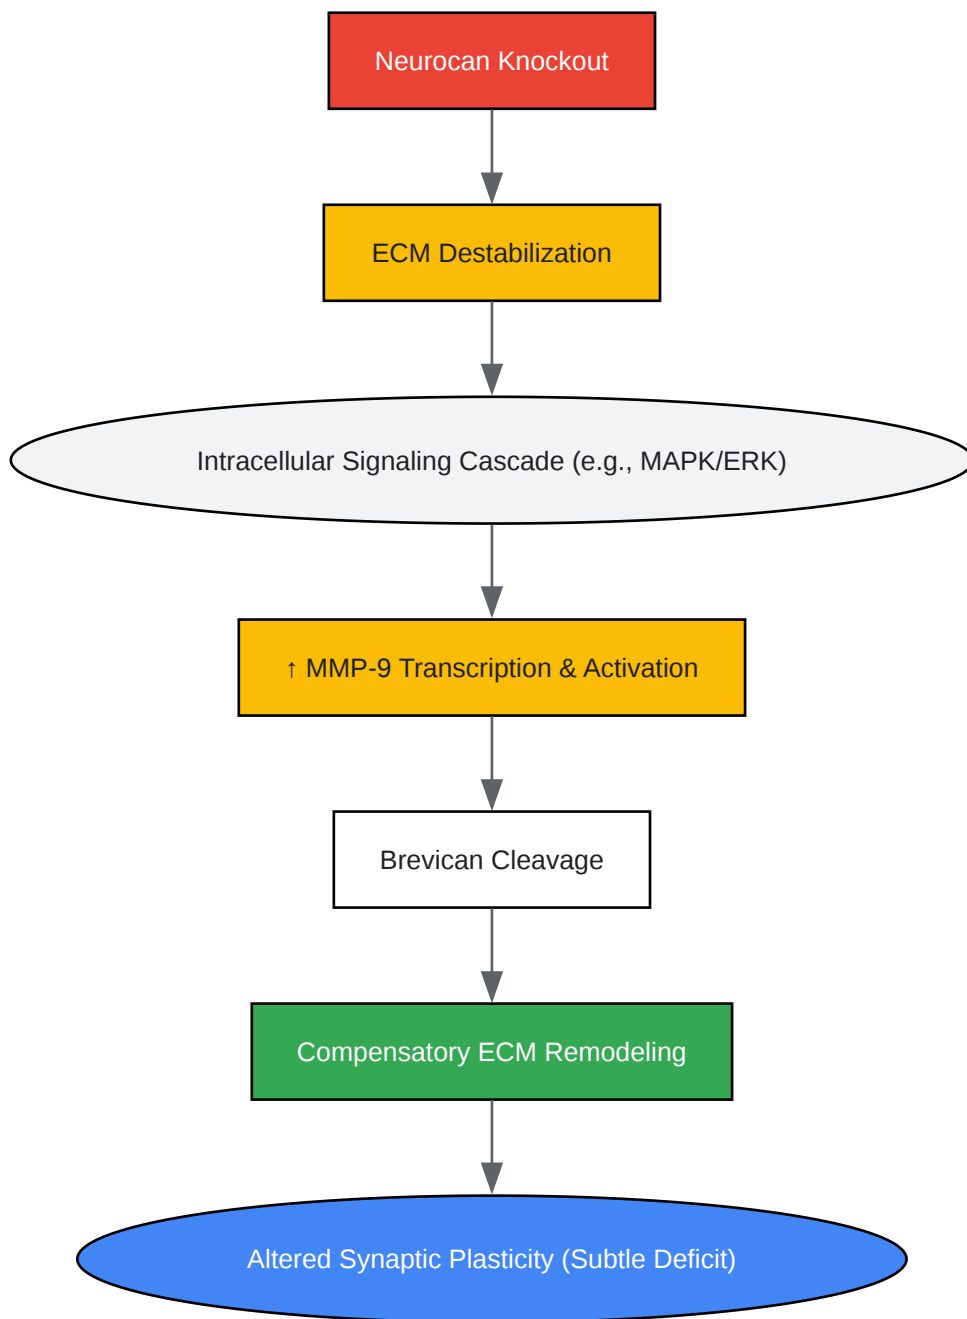 Neurocan Knockout
ECM Destabilization
Intracellular Signaling Cascade (e.g., MAPK/ERK)
↑ MMP-9 Transcription & Activation
Brevican Cleavage
Compensatory ECM Remodeling
Altered Synaptic Plasticity (Subtle Deficit)